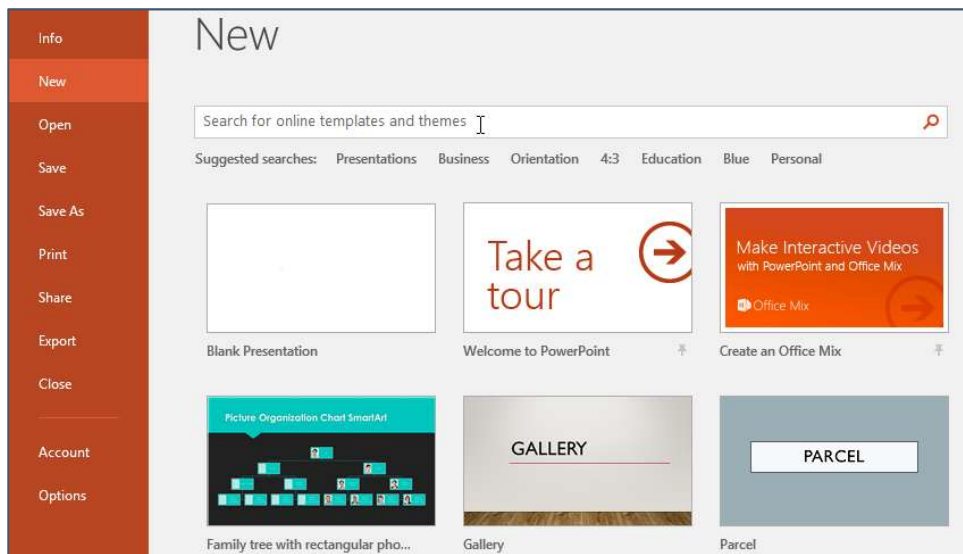 Info
New
Open
Save
Save As
Print
Share
Export
Close
Account
Options
New
Search for online templates and themes
Suggested searches: Presentations Business Orientation 4:3 Education Blue Personal
Blank Presentation
Take a
tour
Welcome to PowerPoint
Make Interactive Videos
with PowerPoint and Office Mix
Office Mix
Create an Office Mix
Picture Organization Chart SmartArt
Family tree with rectangular pho...
GALLERY
Gallery
PARCEL
Parcel